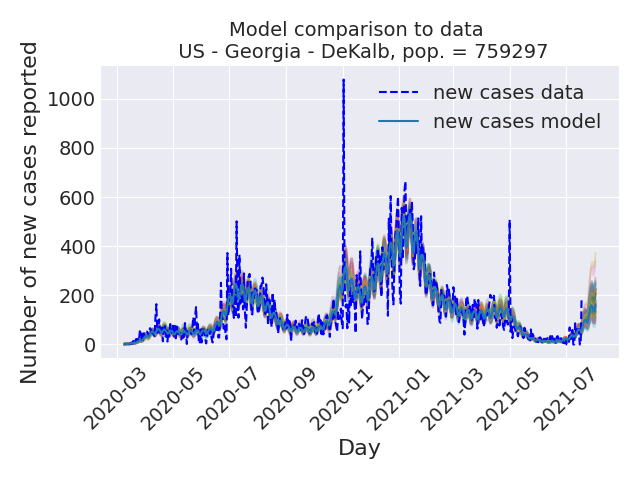 Model comparison to data
US - Georgia - DeKalb, pop. = 759297
Number of new cases reported
1000
800
600
400
200
0
new cases data
new cases model
2020-03
2020-05
2020-07
2020-09
2020-11
2021-01
2021-03
2021-05
2021-07
Day